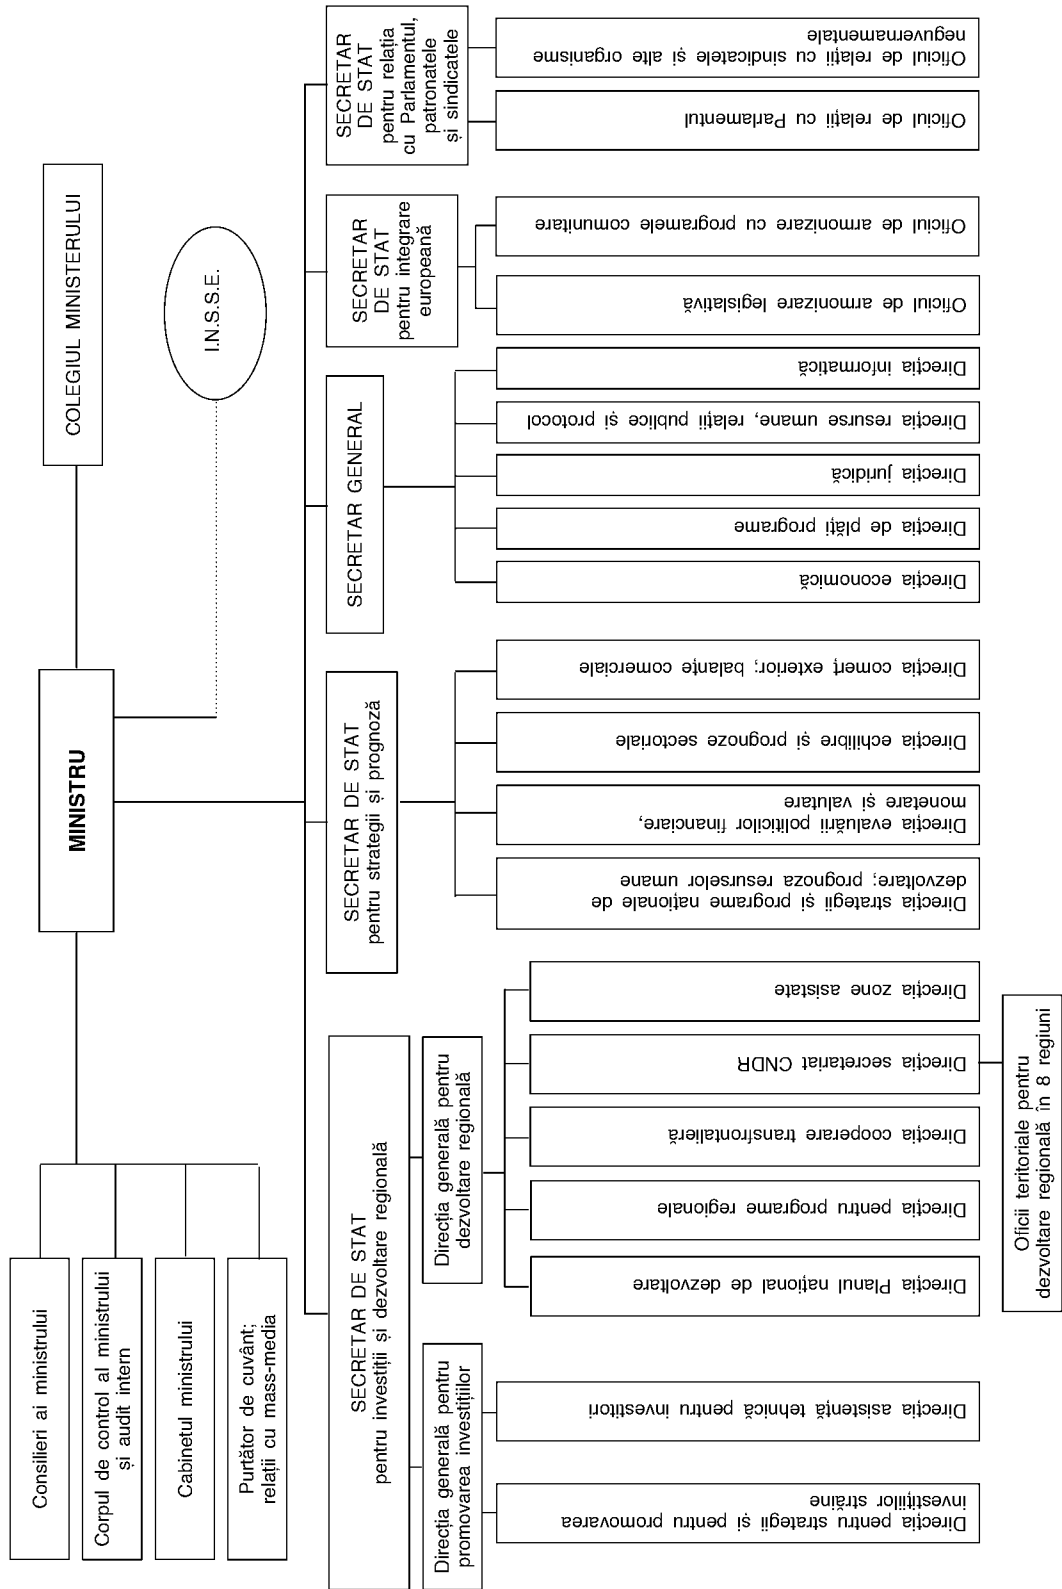 COLEGIUL MINISTERULUI
I.N.S.S.E.
MINISTRU
Consilieri ai ministrului
Corpul de control al ministrului
și audit intern
Cabinetul ministrului
Purtător de cuvânt;
relații cu mass-media
SECRETAR DE STAT
pentru investiții și dezvoltare regională
Direcția generală pentru
promovarea investițiilor
Direcția pentru strategii și pentru promovarea
investițiilor străine
Direcția asistență tehnică pentru investitori
Direcția generală pentru
dezvoltare regională
Direcția Planul național de dezvoltare
Direcția pentru programe regionale
Direcția cooperare transfrontalieră
Direcția secretariat CNDR
Direcția zone asistate
Oficii teritoriale pentru
dezvoltare regională în 8 regiuni
SECRETAR DE STAT
pentru strategii și prognoză
Direcția strategii și programe naționale de
dezvoltare; prognoza resurselor umane
Direcția evaluării politicilor financiare,
monetare și valutare
Direcția echilibre și prognoze sectoriale
Direcția comerț exterior; balanțe comerciale
SECRETAR GENERAL
Direcția economică
Direcția de plăți programe
Direcția juridică
Direcția resurse umane, relații publice și protocol
Direcția informatică
SECRETAR
DE STAT
pentru integrare
europeană
Oficiul de armonizare legislativă
Oficiul de armonizare cu programele comunitare
SECRETAR
DE STAT
pentru relația
cu Parlamentul,
patronatele
și sindicatele
Oficiul de relații cu Parlamentul
Oficiul de relații cu sindicatele și alte organisme
neguvernamentale